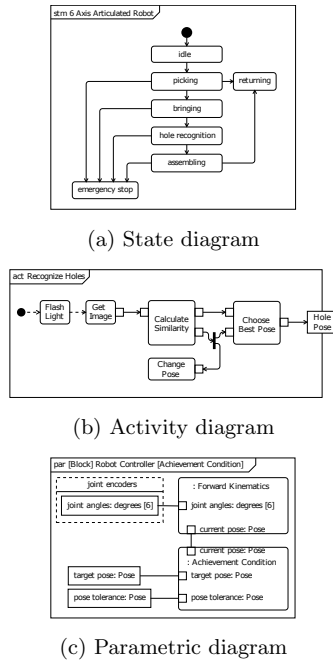 stm 6 Axis Articulated Robot
idle
picking
returning
bringing
hole recognition
assembling
emergency stop
(a) State diagram
act Recognize Holes
Flash
Light
Get
Image
Calculate
Similarity
Choose
Best Pose
Hole
Pose
Change
Pose
(b) Activity diagram
par [Block] Robot Controller [Achievement Condition]
joint encoders
joint angles: degrees [6]
: Forward Kinematics
joint angles: degrees [6]
current pose: Pose
current pose: Pose
: Achievement Condition
target pose: Pose
target pose: Pose
pose tolerance: Pose
pose tolerance: Pose
(c) Parametric diagram